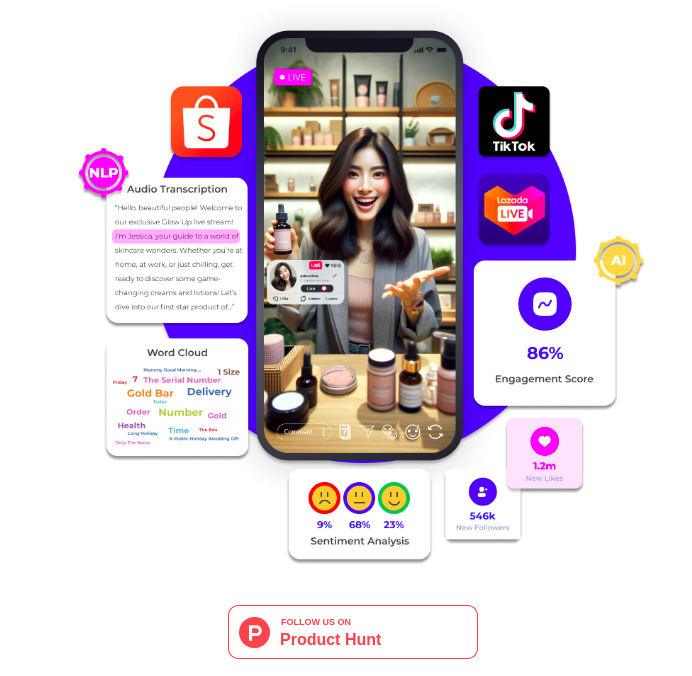 9:41
LIVE
S
TikTok
NLP
Lazada
LIVE
Audio Transcription
"Hello, beautiful people! Welcome to
our exclusive Glow Up live stream!
I'm Jessica, your guide to a world of
skincare wonders. Whether you're at
home, at work, or just chilling, get
ready to discover some game-
changing creams and lotions! Let's
dive into our first star product of..."
AI
86%
Engagement Score
Word Cloud
Mummy Good Morning...
1 Size
Friday
7
The Serial Number
Gold Bar
Delivery
Today
Order
Number
Gold
Health
Long Holiday
Time
The Box
A Public Holiday Wedding Gift
Only The Name
Live
Comment
1.2m
New Likes
546k
New Followers
9%
68%
23%
Sentiment Analysis
P
FOLLOW US ON
Product Hunt